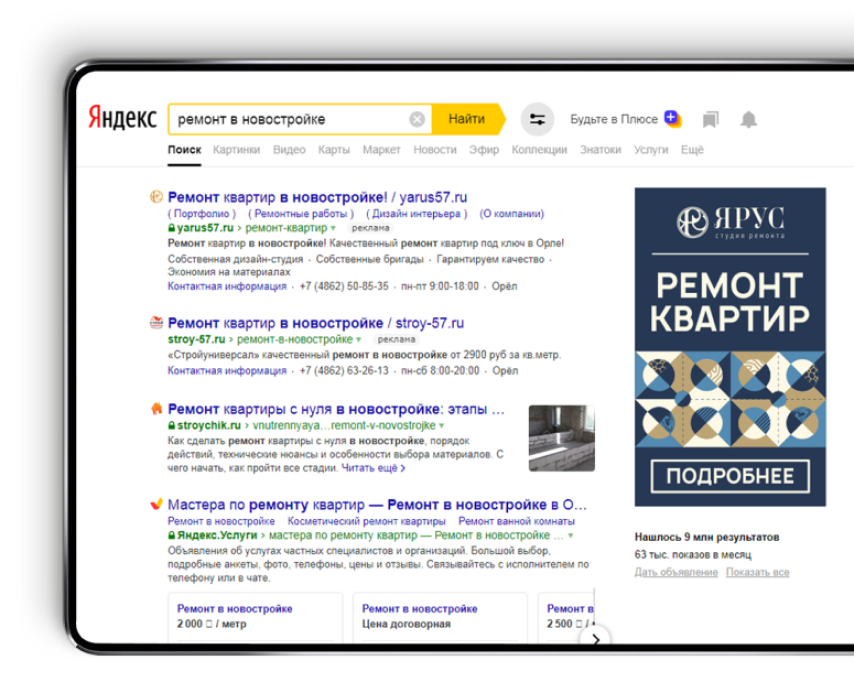 Яндекс
ремонт в новостройке
Найти
Будьте в Плюсе
Поиск Картинки Видео Карты Маркет Новости Эфир Коллекции Знатоки Услуги Ещё
Ремонт квартир в новостройке! / yarus57.ru
( Портфолио ) ( Ремонтные работы ) ( Дизайн интерьера ) (О компании)
yarus57.ru › ремонт-квартир реклама
Ремонт квартир в новостройке! Качественный ремонт квартир под ключ в Орле!
Собственная дизайн-студия · Собственные бригады · Гарантируем качество ·
Экономия на материалах
Контактная информация · +7 (4862) 50-85-35 · пн-пт 9:00-18:00 · Орёл
Ремонт квартир в новостройке / stroy-57.ru
stroy-57.ru › ремонт-в-новостройке реклама
«Стройуниверсал» качественный ремонт в новостройке от 2900 руб за кв.метр.
Контактная информация · +7 (4862) 63-26-13 · пн-сб 8:00-20:00 · Орёл
Ремонт квартиры с нуля в новостройке: этапы ...
stroychik.ru › vnutrennyaya…remont-v-novostrojke
Как сделать ремонт квартиры с нуля в новостройке, порядок
действий, технические нюансы и особенности выбора материалов. С
чего начать, как пройти все стадии. Читать ещё ›
Мастера по ремонту квартир — Ремонт в новостройке в О...
Ремонт в новостройке Косметический ремонт квартиры Ремонт ванной комнаты
Яндекс.Услуги › мастера по ремонту квартир — Ремонт в новостройке ...
Объявления об услугах частных специалистов и организаций. Большой выбор,
подробные анкеты, фото, телефоны, цены и отзывы. Связывайтесь с исполнителем по
телефону или в чате.
Ремонт в новостройке
2 000 □ / метр
Ремонт в новостройке
Цена договорная
Ремонт в
2 500 □ /
ЯРУС
студия ремонта
РЕМОНТ
КВАРТИР
ПОДРОБНЕЕ
Нашлось 9 млн результатов
63 тыс. показов в месяц
Дать объявление Показать все